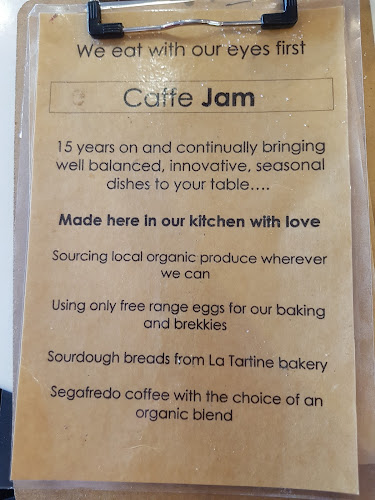 We eat with our eyes first
Caffe Jam
15 years on and continually bringing
well balanced, innovative, seasonal
dishes to your table....
Made here in our kitchen with love
Sourcing local organic produce wherever
we can
Using only free range eggs for our baking
and brekkies
Sourdough breads from La Tartine bakery
Segafredo coffee with the choice of an
organic blend